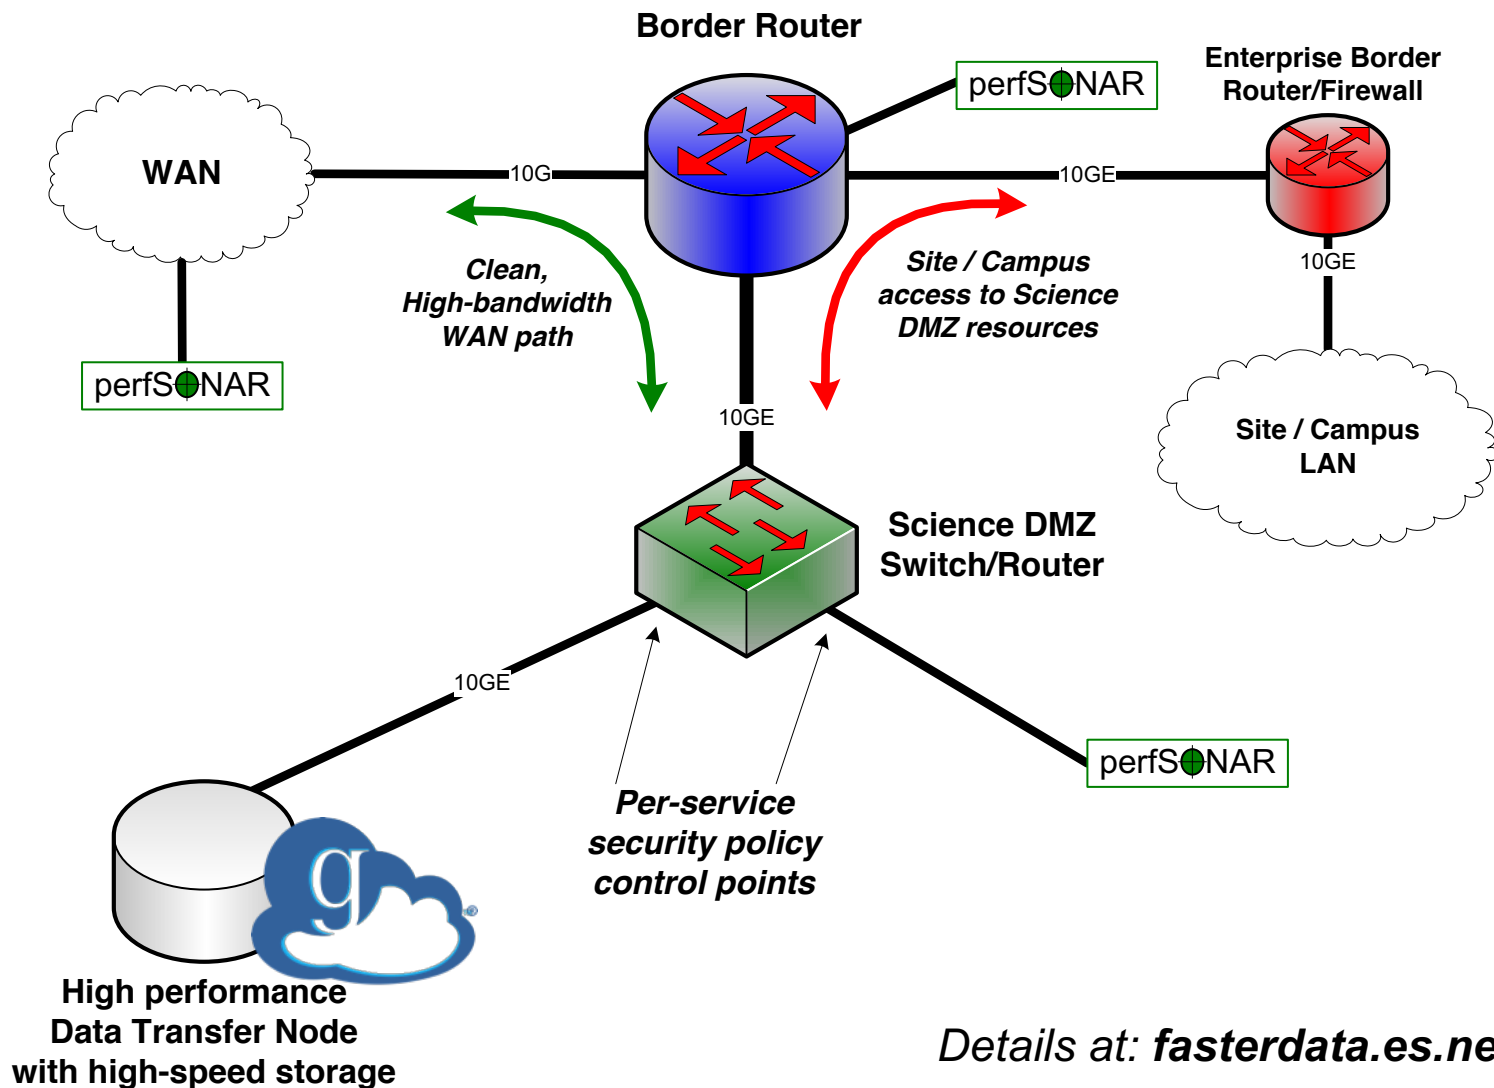 Border Router
perfSONAR
Enterprise Border
Router/Firewall
WAN
10G
10GE
10GE
Clean,
High-bandwidth
WAN path
Site / Campus
access to Science
DMZ resources
perfSONAR
10GE
Site / Campus
LAN
Science DMZ
Switch/Router
10GE
perfSONAR
Per-service
security policy
control points
g
®
High performance
Data Transfer Node
with high-speed storage
Details at: fasterdata.es.ne